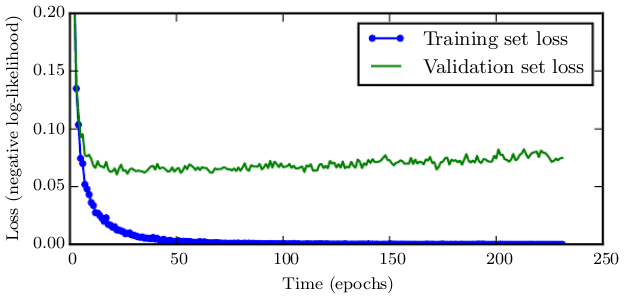 0.20
0.15
0.10
0.05
0.00
Loss (negative log-likelihood)
Training set loss
Validation set loss
0 50 100 150 200 250
Time (epochs)